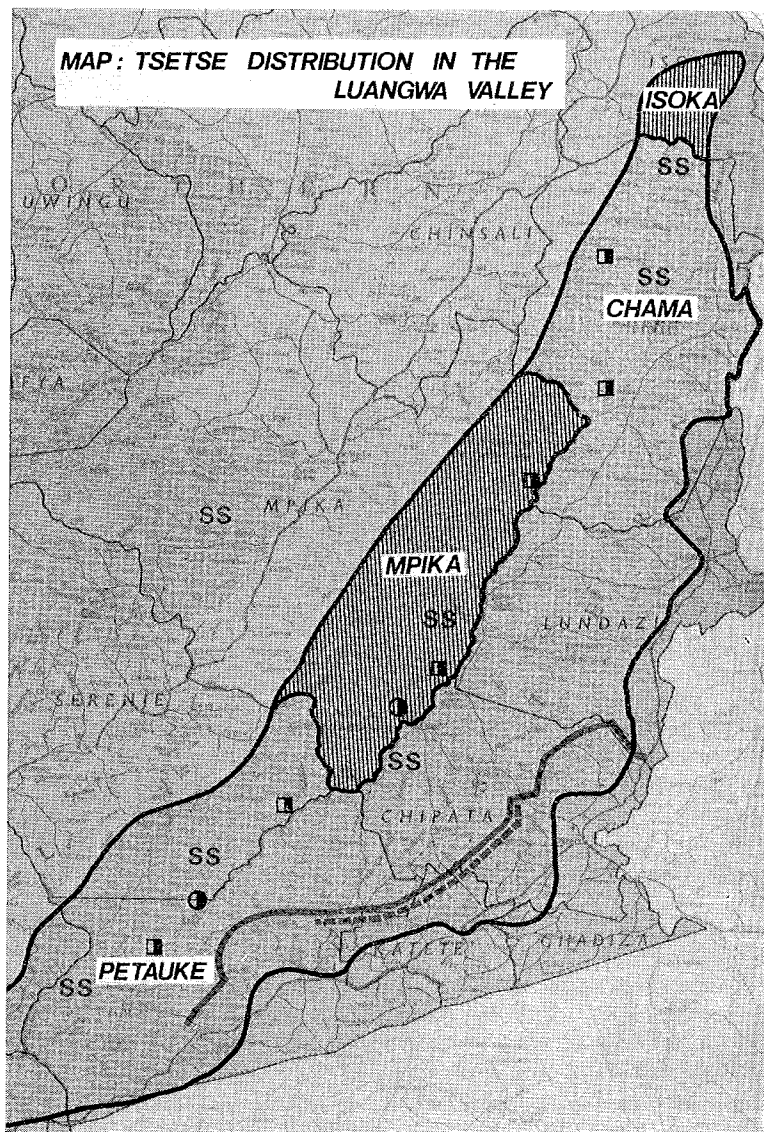 MAP: TSETSE DISTRIBUTION IN THE
LUANGWA VALLEY
ISOKA
SS
UWINGU
CHINSALI
SS
CHAMA
SS
MPIKA
MPIKA
SS
LUNDAZI
SERENJE
SS
CHIPATA
SS
KATETE
CHADIZA
PETAUKE
SS